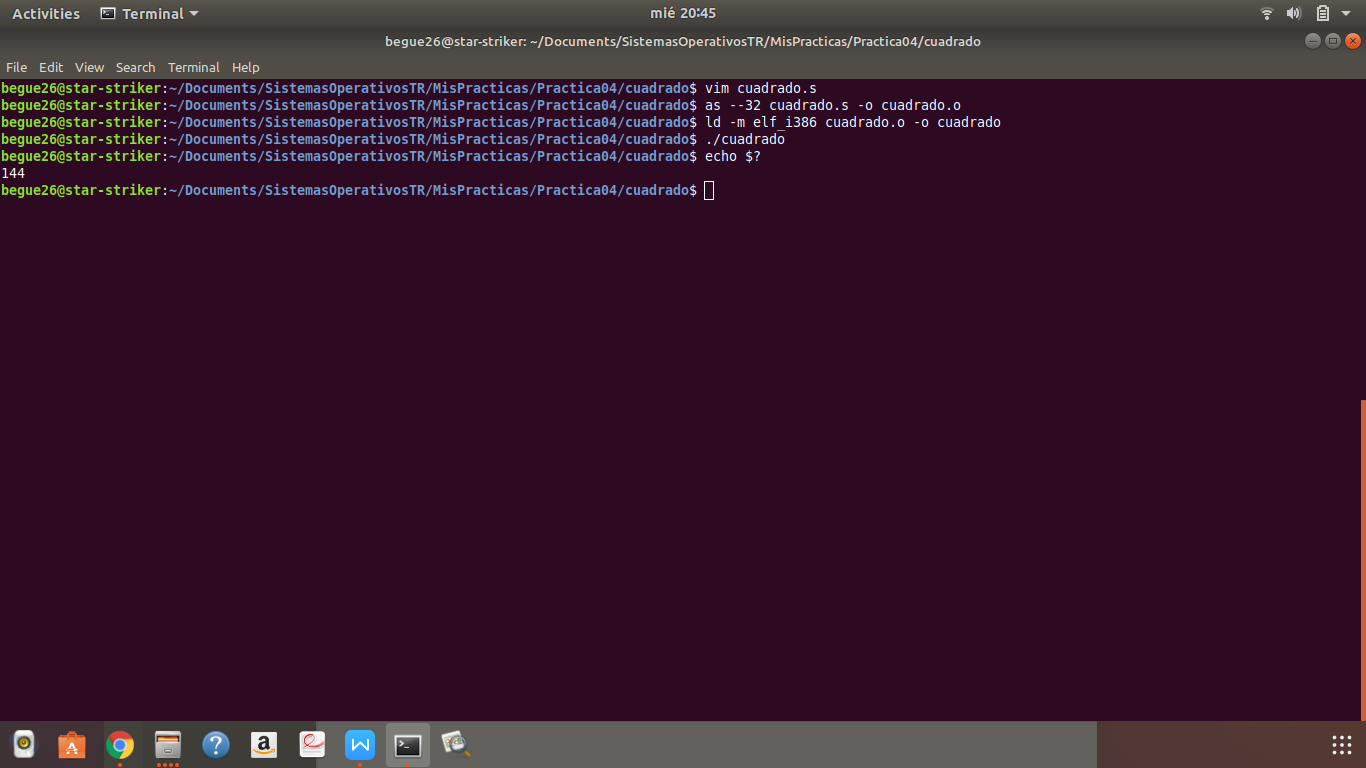 Activities Terminal mié 20:45
begue26@star-striker: ~/Documents/SistemasOperativosTR/MisPracticas/Practica04/cuadrado
File Edit View Search Terminal Help
begue26@star-striker:~/Documents/SistemasOperativosTR/MisPracticas/Practica04/cuadrado$ vim cuadrado.s
begue26@star-striker:~/Documents/SistemasOperativosTR/MisPracticas/Practica04/cuadrado$ as --32 cuadrado.s -o cuadrado.o
begue26@star-striker:~/Documents/SistemasOperativosTR/MisPracticas/Practica04/cuadrado$ ld -m elf_i386 cuadrado.o -o cuadrado
begue26@star-striker:~/Documents/SistemasOperativosTR/MisPracticas/Practica04/cuadrado$ ./cuadrado
begue26@star-striker:~/Documents/SistemasOperativosTR/MisPracticas/Practica04/cuadrado$ echo $?
144
begue26@star-striker:~/Documents/SistemasOperativosTR/MisPracticas/Practica04/cuadrado$